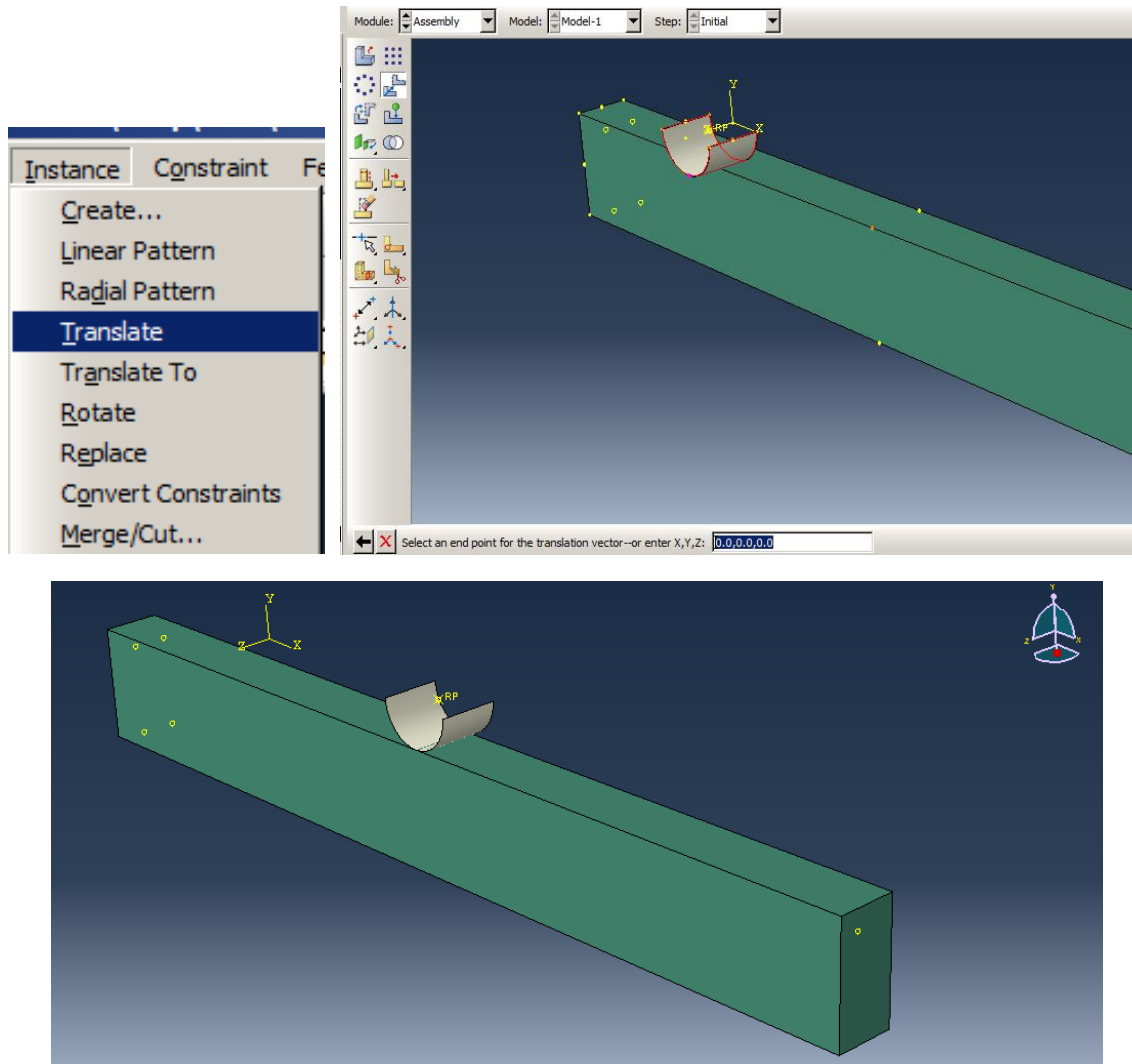 Module: Assembly Model: Model-1 Step: Initial
Y
RP
X
Instance Constraint Fe
Create...
Linear Pattern
Radial Pattern
Translate
Translate To
Rotate
Replace
Convert Constraints
Merge/Cut...
Select an end point for the translation vector--or enter X,Y,Z: 0.0,0.0,0.0
Y
Z
X
RP
Y
Z
X